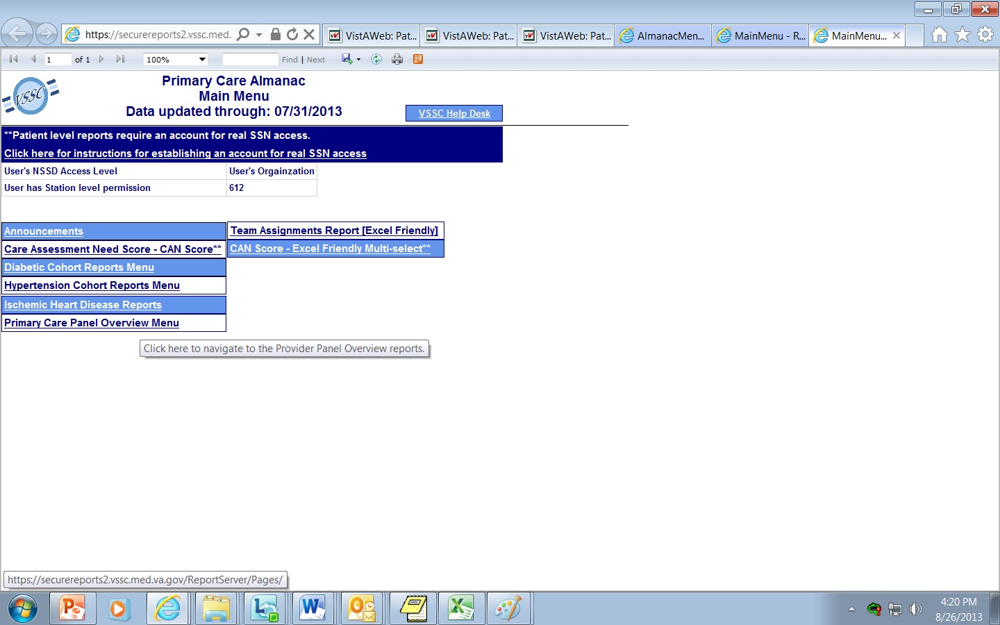 https://securereports2.vssc.med.
VistAWeb: Pat...
VistAWeb: Pat...
VistAWeb: Pat...
AlmanacMen...
MainMenu - R...
MainMenu...
1 of 1 100% Find | Next
VSSC
Primary Care Almanac
Main Menu
Data updated through: 07/31/2013
VSSC Help Desk
**Patient level reports require an account for real SSN access.
Click here for instructions for establishing an account for real SSN access
User's NSSD Access Level User's Orgainzation
User has Station level permission 612
Announcements Team Assignments Report [Excel Friendly]
Care Assessment Need Score - CAN Score** CAN Score - Excel Friendly Multi-select**
Diabetic Cohort Reports Menu
Hypertension Cohort Reports Menu
Ischemic Heart Disease Reports
Primary Care Panel Overview Menu
Click here to navigate to the Provider Panel Overview reports.
https://securereports2.vssc.med.va.gov/ReportServer/Pages/
4:20 PM
8/26/2013